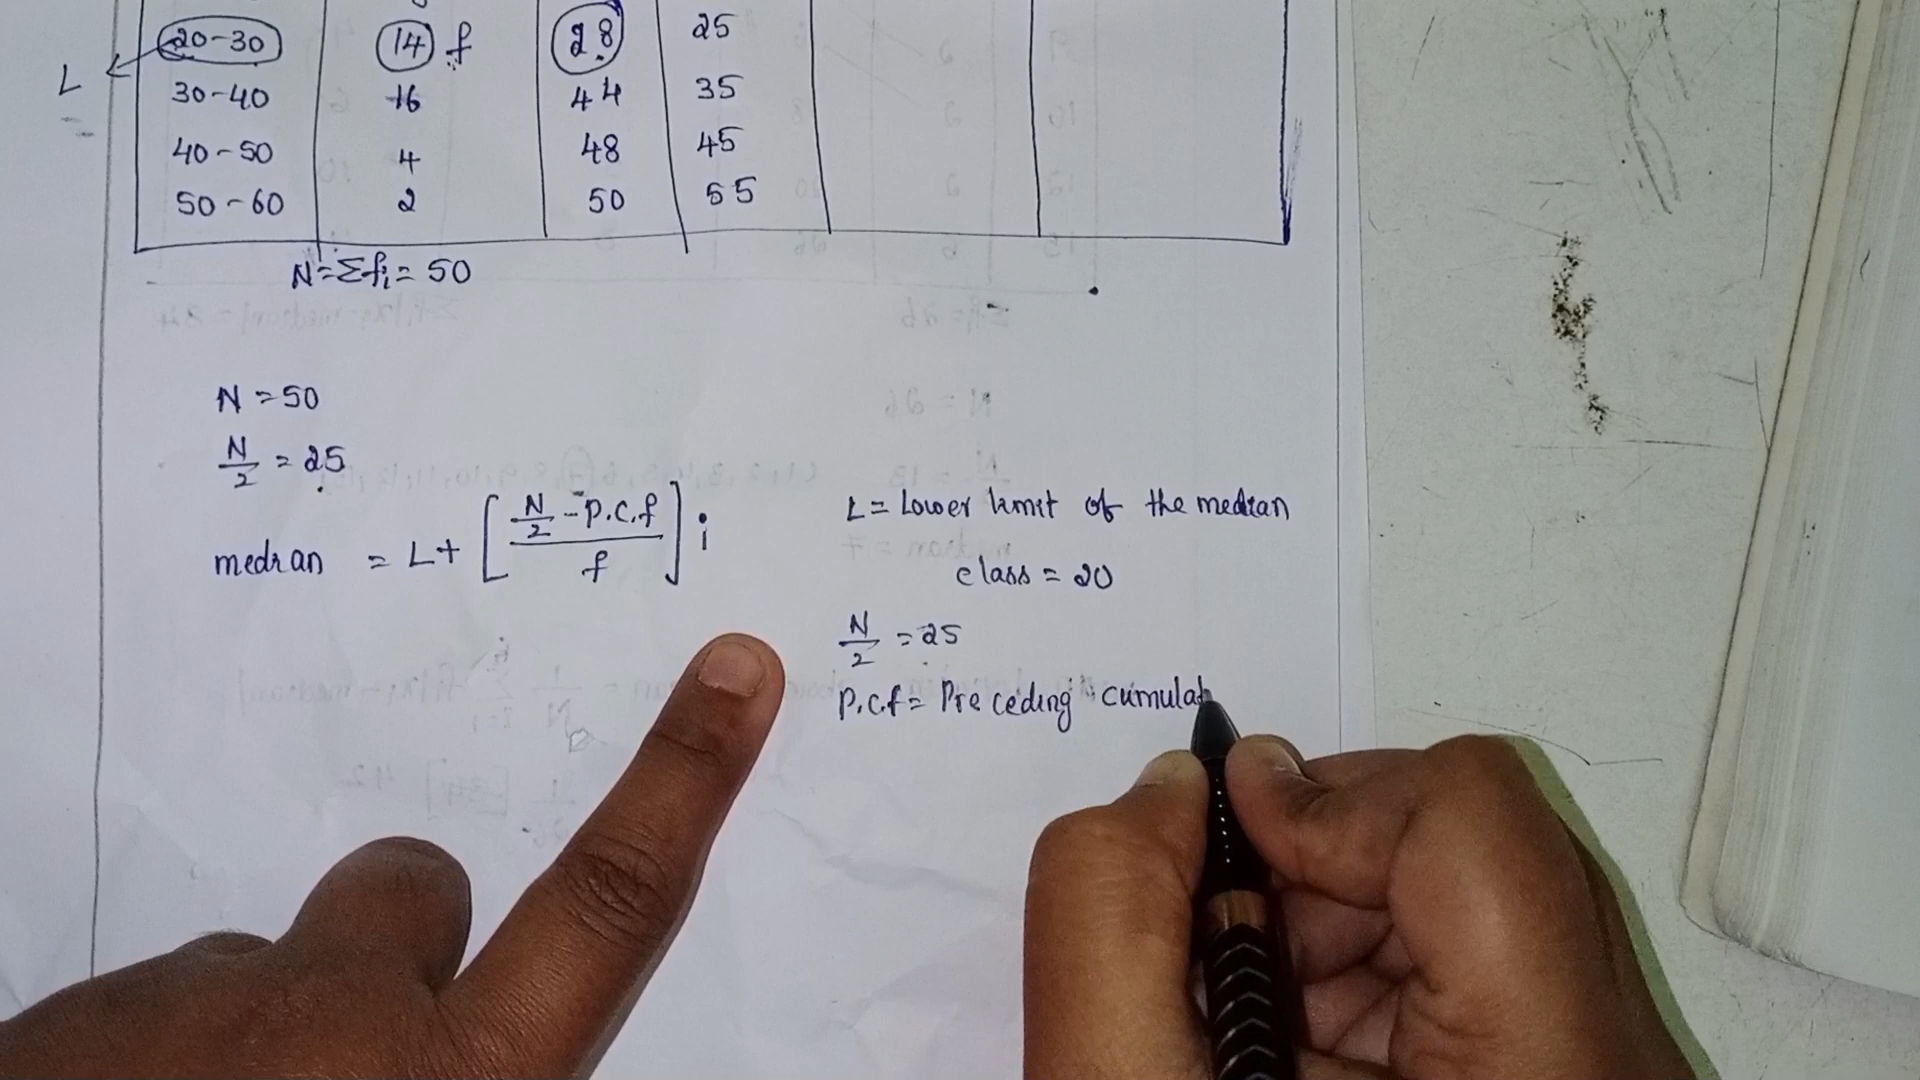 20-30 14 f 28 25
L
30-40 16 44 35
40-50 4 48 45
50-60 2 50 55
N=Σfi= 50
N = 50
N/2 = 25
median = L+ [N/2 - P.C.f / f] i
L = Lower limit of the median
class = 20
N/2 = 25
P.C.f = Preceding cumulat